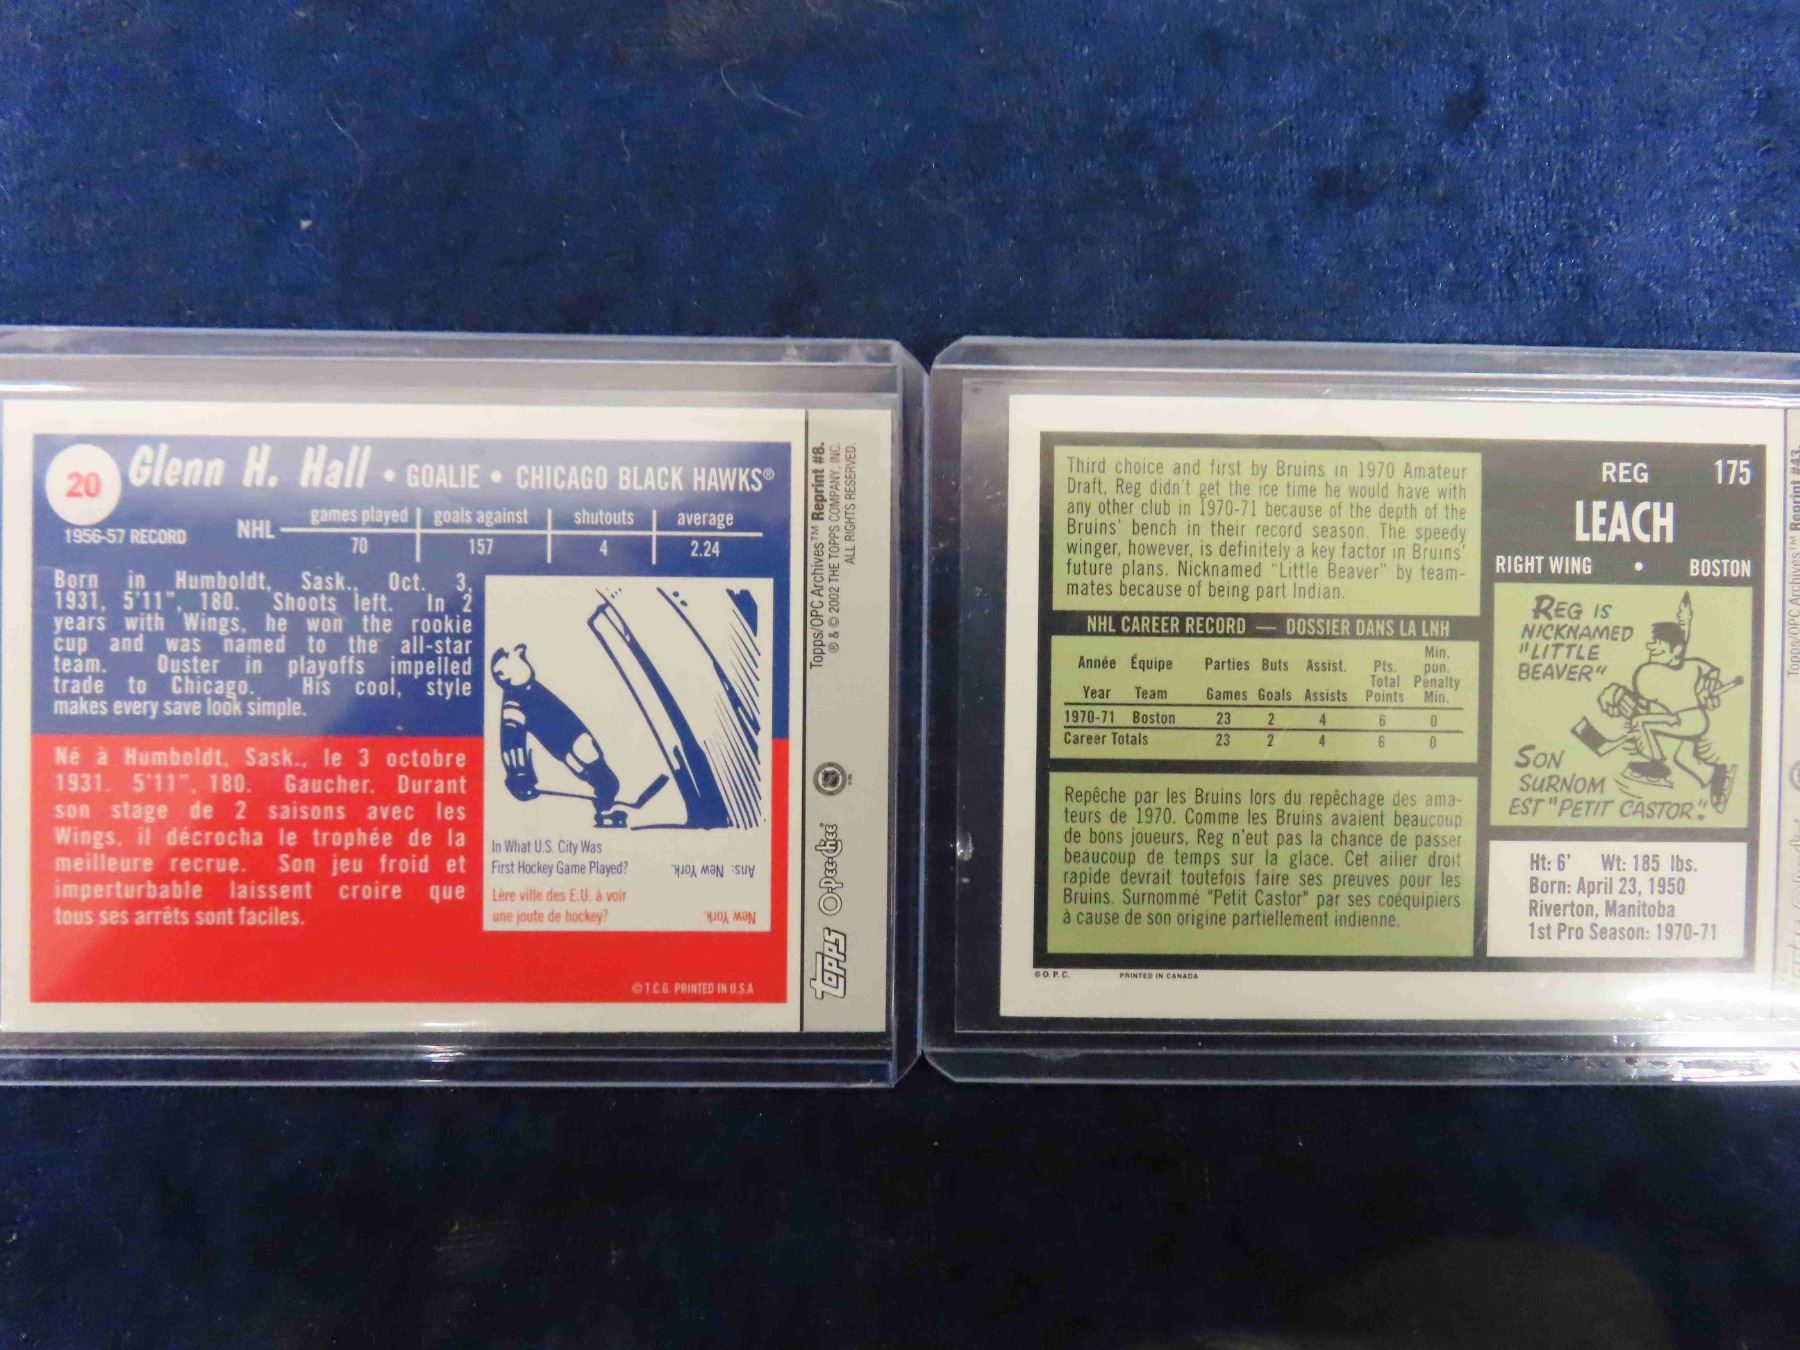 20
Glenn H. Hall • GOALIE • CHICAGO BLACK HAWKS®
1956-57 RECORD
NHL
games played goals against shutouts average
70 157 4 2.24
Born in Humboldt, Sask., Oct. 3,
1931, 5'11", 180. Shoots left. In 2
years with Wings, he won the rookie
cup and was named to the all-star
team. Ouster in playoffs impelled
trade to Chicago. His cool, style
makes every save look simple.
Né à Humboldt, Sask., le 3 octobre
1931. 5'11", 180. Gaucher. Durant
son stage de 2 saisons avec les
Wings, il décrocha le trophée de la
meilleure recrue. Son jeu froid et
imperturbable laissent croire que
tous ses arrêts sont faciles.
In What U.S. City Was
First Hockey Game Played?
Ans: New York.
Lère ville des E.U. à voir
une joute de hockey?
New York.
© T.C.G. PRINTED IN U.S.A
Topps/OPC Archives™ Reprint #8.
® & © 2002 THE TOPPS COMPANY, INC.
ALL RIGHTS RESERVED.
O-Pee-Chee®
Topps
Third choice and first by Bruins in 1970 Amateur
Draft, Reg didn't get the ice time he would have with
any other club in 1970-71 because of the depth of the
Bruins' bench in their record season. The speedy
winger, however, is definitely a key factor in Bruins'
future plans. Nicknamed "Little Beaver" by team-
mates because of being part Indian.
NHL CAREER RECORD — DOSSIER DANS LA LNH
Année Équipe Parties Buts Assist. Pts. Total Min. pun.
Year Team Games Goals Assists Points Penalty Min.
1970-71 Boston 23 2 4 6 0
Career Totals 23 2 4 6 0
Repêche par les Bruins lors du repêchage des ama-
teurs de 1970. Comme les Bruins avaient beaucoup
de bons joueurs, Reg n'eut pas la chance de passer
beaucoup de temps sur la glace. Cet ailier droit
rapide devrait toutefois faire ses preuves pour les
Bruins. Surnommé "Petit Castor" par ses coéquipiers
à cause de son origine partiellement indienne.
© O.P.C. PRINTED IN CANADA
REG 175
LEACH
RIGHT WING • BOSTON
REG IS
NICKNAMED
"LITTLE
BEAVER"
SON
SURNOM
EST "PETIT CASTOR".
Ht: 6' Wt: 185 lbs.
Born: April 23, 1950
Riverton, Manitoba
1st Pro Season: 1970-71
Topps/OPC Archives™ Reprint #43.